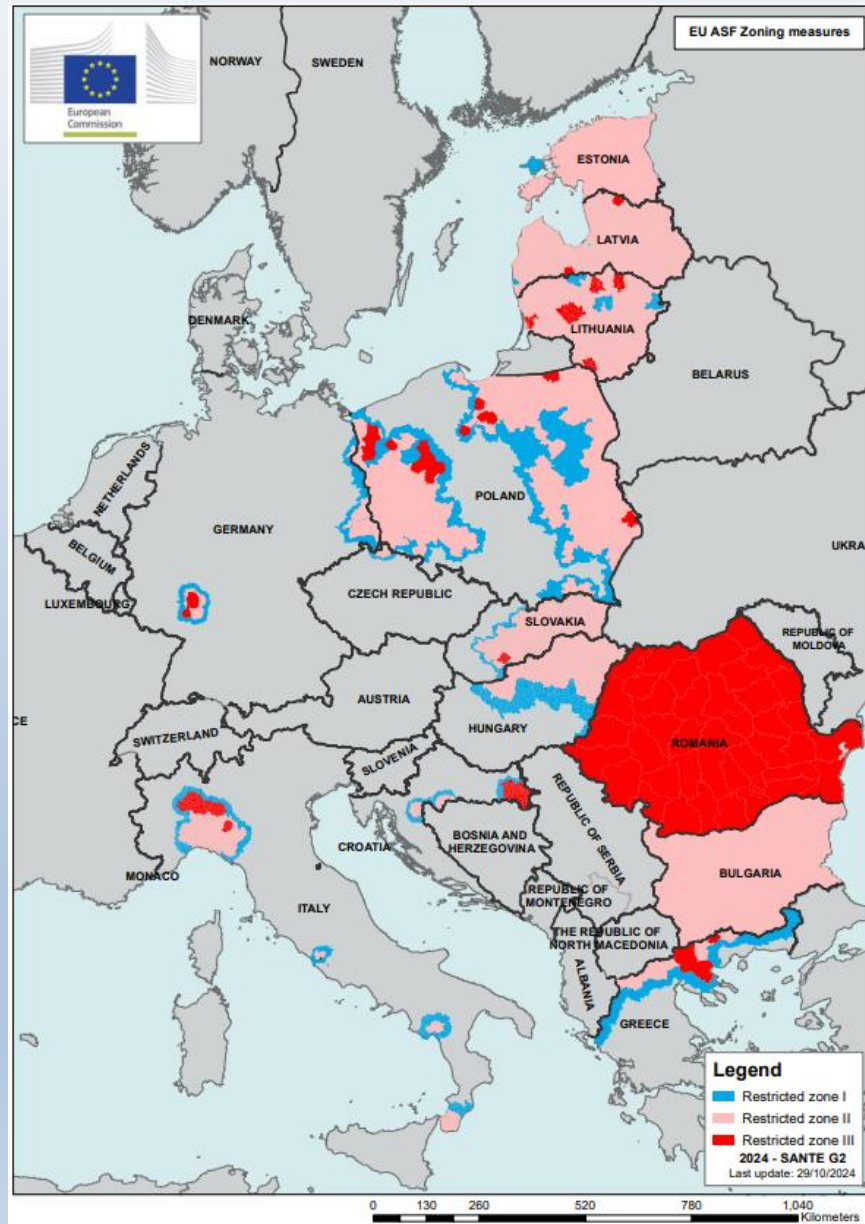 EU ASF Zoning measures
European
Commission
NORWAY
SWEDEN
ESTONIA
LATVIA
DENMARK
LITHUANIA
BELARUS
NETHERLANDS
POLAND
GERMANY
BELGIUM
UKRA
LUXEMBOURG
CZECH REPUBLIC
SLOVAKIA
REPUBLIC OF
MOLDOVA
AUSTRIA
CE
HUNGARY
SWITZERLAND
ROMANIA
SLOVENIA
REPUBLIC OF SERBIA
BOSNIA AND
HERZEGOVINA
CROATIA
MONACO
BULGARIA
REPUBLIC OF
MONTENEGRO
ITALY
THE REPUBLIC OF
NORTH MACEDONIA
ALBANIA
GREECE
Legend
Restricted zone I
Restricted zone II
Restricted zone III
2024 - SANTE G2
Last update: 29/10/2024
0 130 260 520 780 1,040
Kilometers